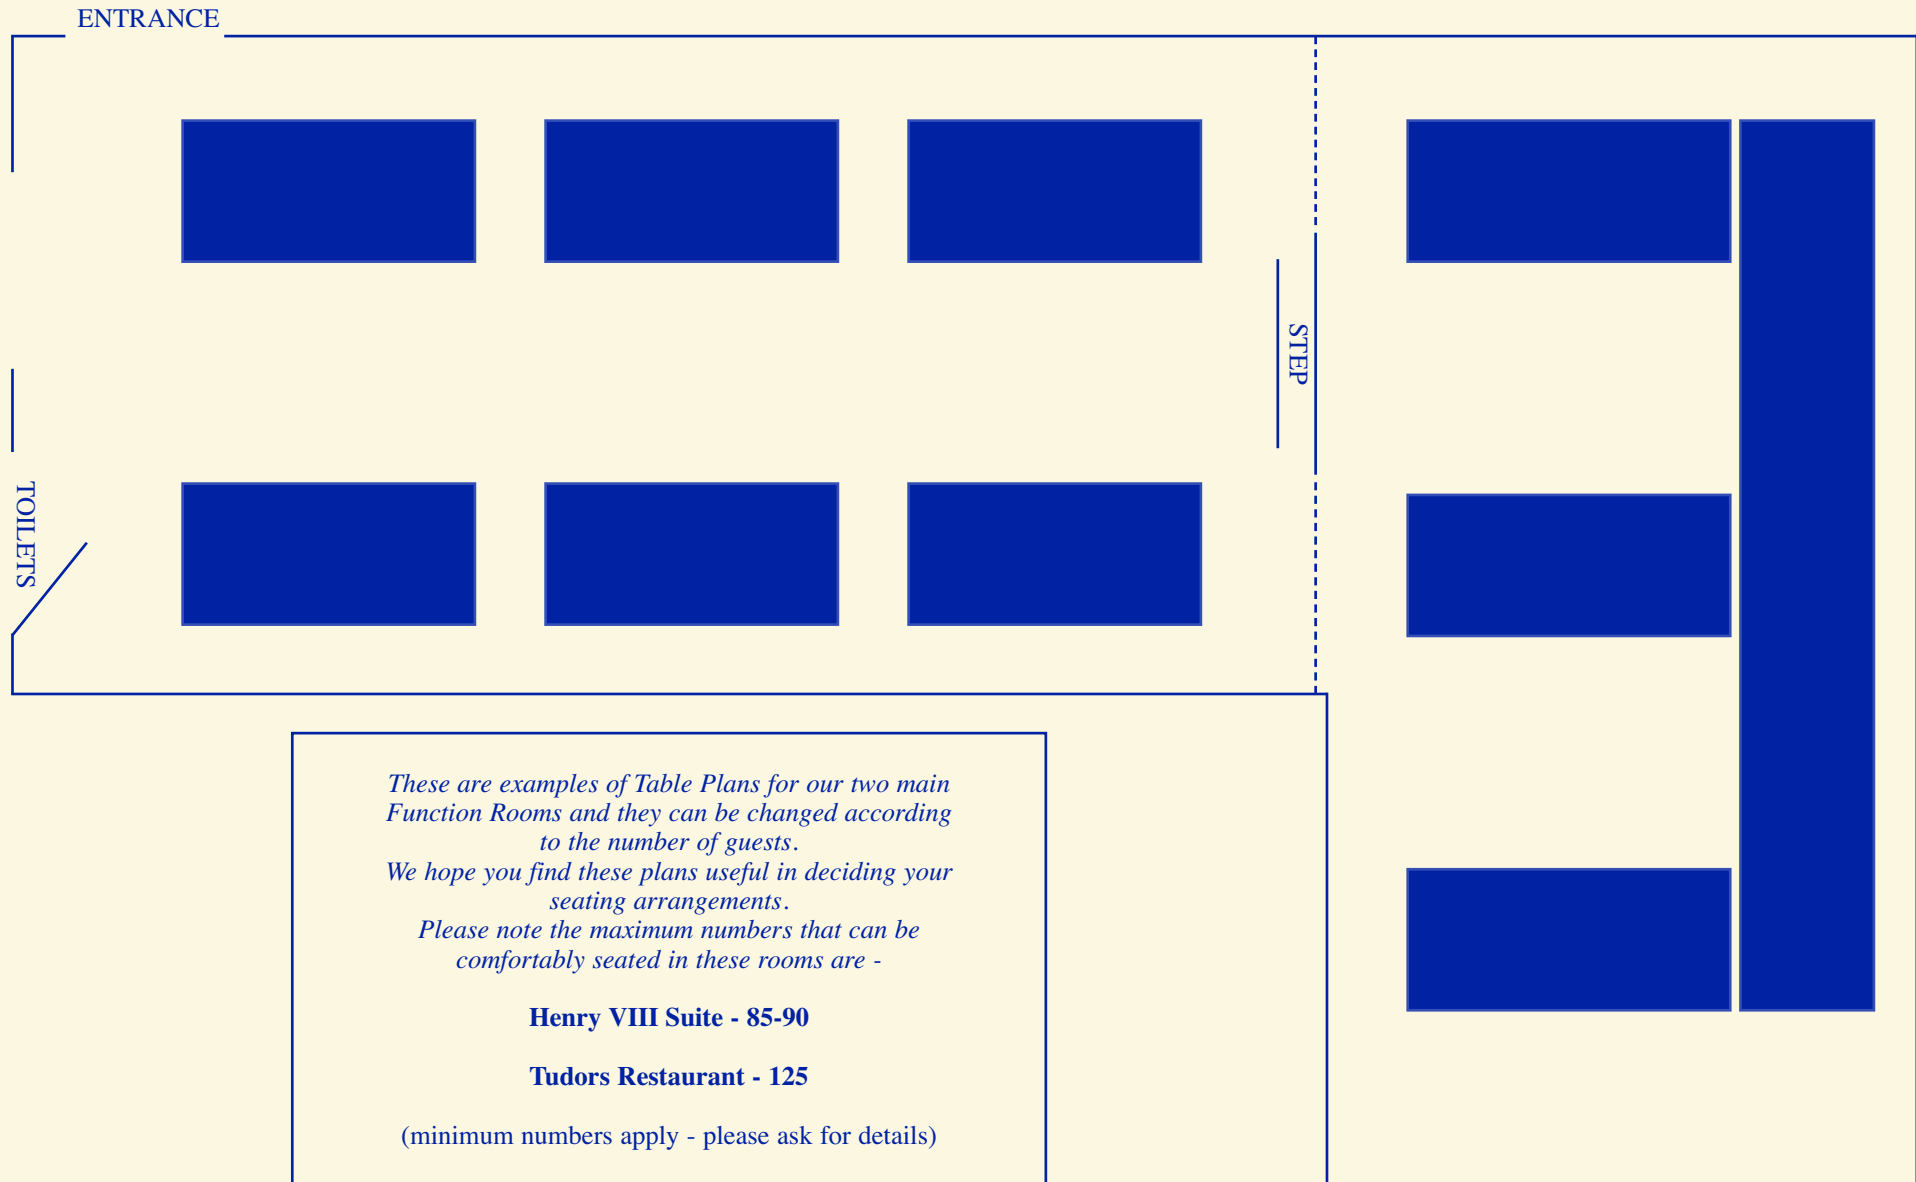 ENTRANCE
STEP
TOILETS
These are examples of Table Plans for our two main
Function Rooms and they can be changed according
to the number of guests.
We hope you find these plans useful in deciding your
seating arrangements.
Please note the maximum numbers that can be
comfortably seated in these rooms are -
Henry VIII Suite - 85-90
Tudors Restaurant - 125
(minimum numbers apply - please ask for details)